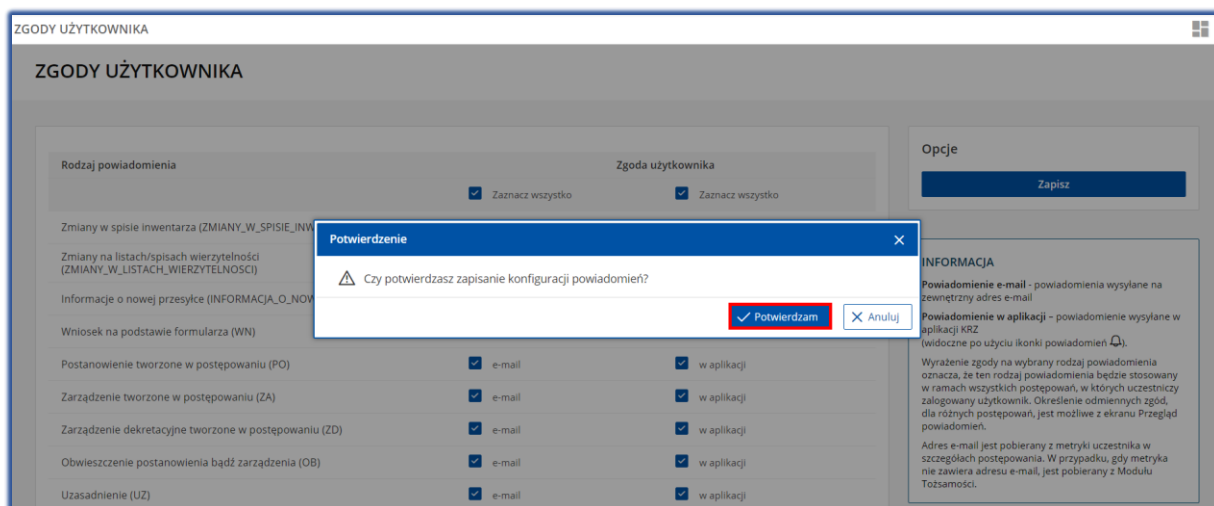 ZGODY UŻYTKOWNIKA
ZGODY UŻYTKOWNIKA
Rodzaj powiadomienia
Zgoda użytkownika
Zaznacz wszystko
Zaznacz wszystko
Zmiany w spisie inwentarza (ZMIANY_W_SPISIE_INW
Zmiany na listach/spisach wierzytelności
(ZMIANY_W_LISTACH_WIERZYTELNOSCI)
Informacje o nowej przesyłce (INFORMACJA_O_NOW
Wniosek na podstawie formularza (WN)
Postanowienie tworzone w postępowaniu (PO)
e-mail
w aplikacji
Zarządzenie tworzone w postępowaniu (ZA)
e-mail
w aplikacji
Zarządzenie dekretacyjne tworzone w postępowaniu (ZD)
e-mail
w aplikacji
Obwieszczenie postanowienia bądź zarządzenia (OB)
e-mail
w aplikacji
Uzasadnienie (UZ)
e-mail
w aplikacji
Potwierdzenie
Czy potwierdzasz zapisanie konfiguracji powiadomień?
Potwierdzam
Anuluj
Opcje
Zapisz
INFORMACJA
Powiadomienie e-mail - powiadomienia wysyłane na
zewnętrzny adres e-mail
Powiadomienie w aplikacji – powiadomienie wysyłane w
aplikacji KRZ
(widoczne po użyciu ikonki powiadomień).
Wyrażenie zgody na wybrany rodzaj powiadomienia
oznacza, że ten rodzaj powiadomienia będzie stosowany
w ramach wszystkich postępowań, w których uczestniczy
zalogowany użytkownik. Określenie odmiennych zgód,
dla różnych postępowań, jest możliwe z ekranu Przegląd
powiadomień.
Adres e-mail jest pobierany z metryki uczestnika w
szczegółach postępowania. W przypadku, gdy metryka
nie zawiera adresu e-mail, jest pobierany z Modułu
Tożsamości.